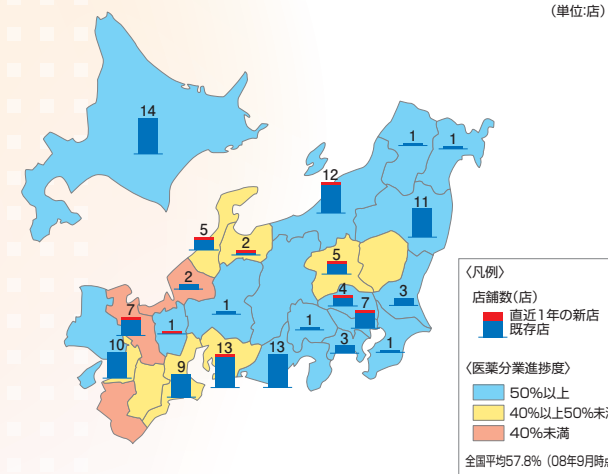 (単位:店)
14
1
1
12
11
5
2
5
2
4
3
7
7
1
1
1
3
1
10
9
13
13
〈凡例〉
店舗数(店)
直近1年の新店
既存店
〈医薬分業進捗度〉
50%以上
40%以上50%未満
40%未満
全国平均57.8%(08年9月時点